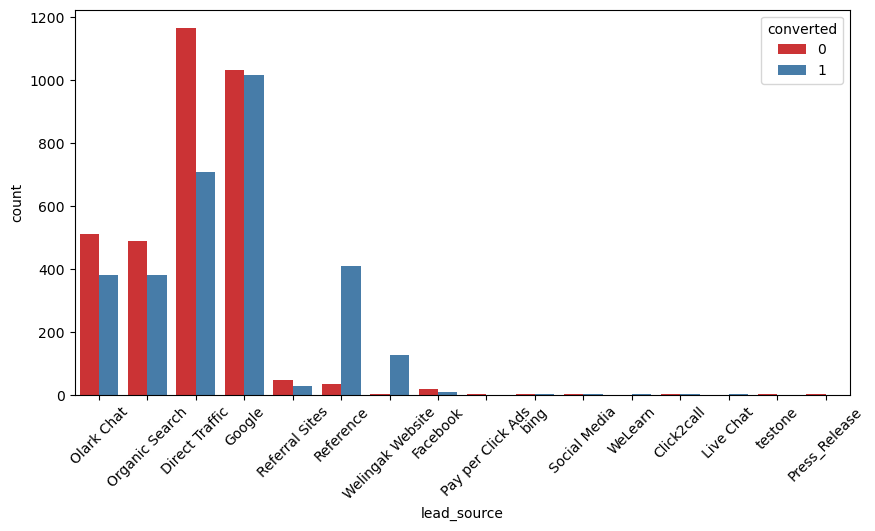 1200
1000
800
600
400
200
0
count
converted
0
1
Olark Chat
Organic Search
Direct Traffic
Google
Referral Sites
Reference
Welingak Website
Facebook
Pay per Click Ads
bing
Social Media
WeLearn
Click2call
Live Chat
testone
Press_Release
lead_source